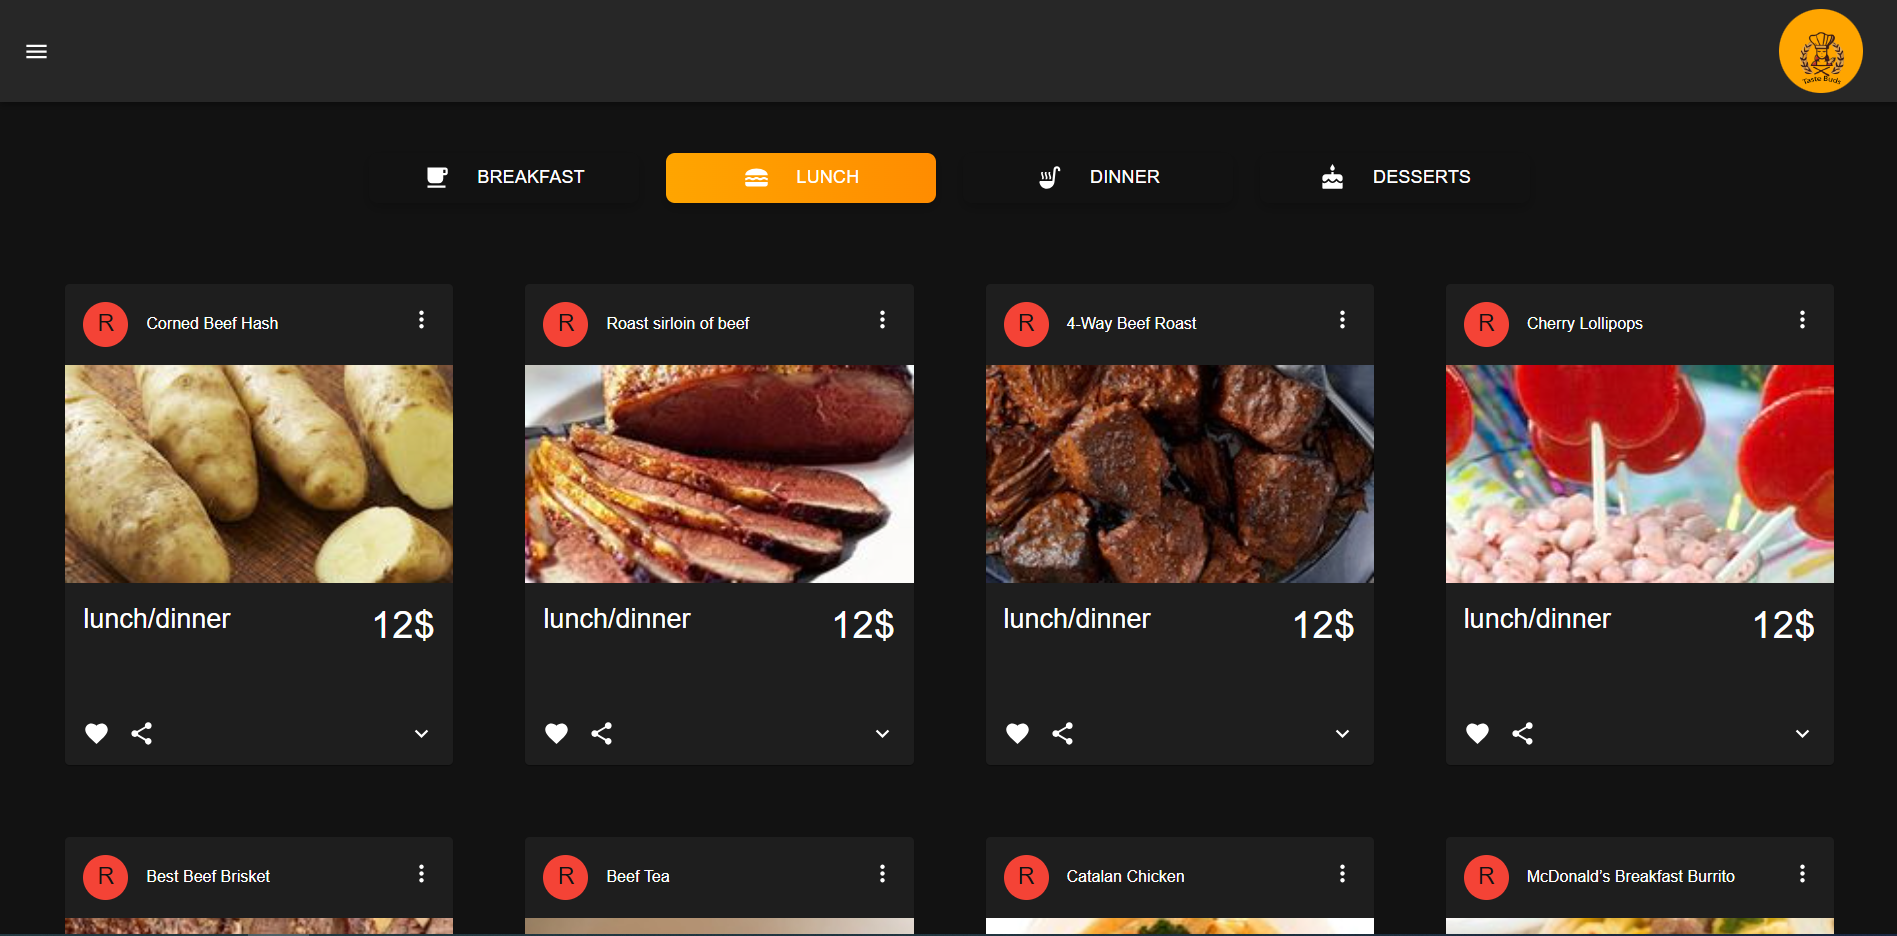 Taste Buds
BREAKFAST
LUNCH
DINNER
DESSERTS
R
Corned Beef Hash
R
Roast sirloin of beef
R
4-Way Beef Roast
R
Cherry Lollipops
lunch/dinner
12$
lunch/dinner
12$
lunch/dinner
12$
lunch/dinner
12$
R
Best Beef Brisket
R
Beef Tea
R
Catalan Chicken
R
McDonald’s Breakfast Burrito